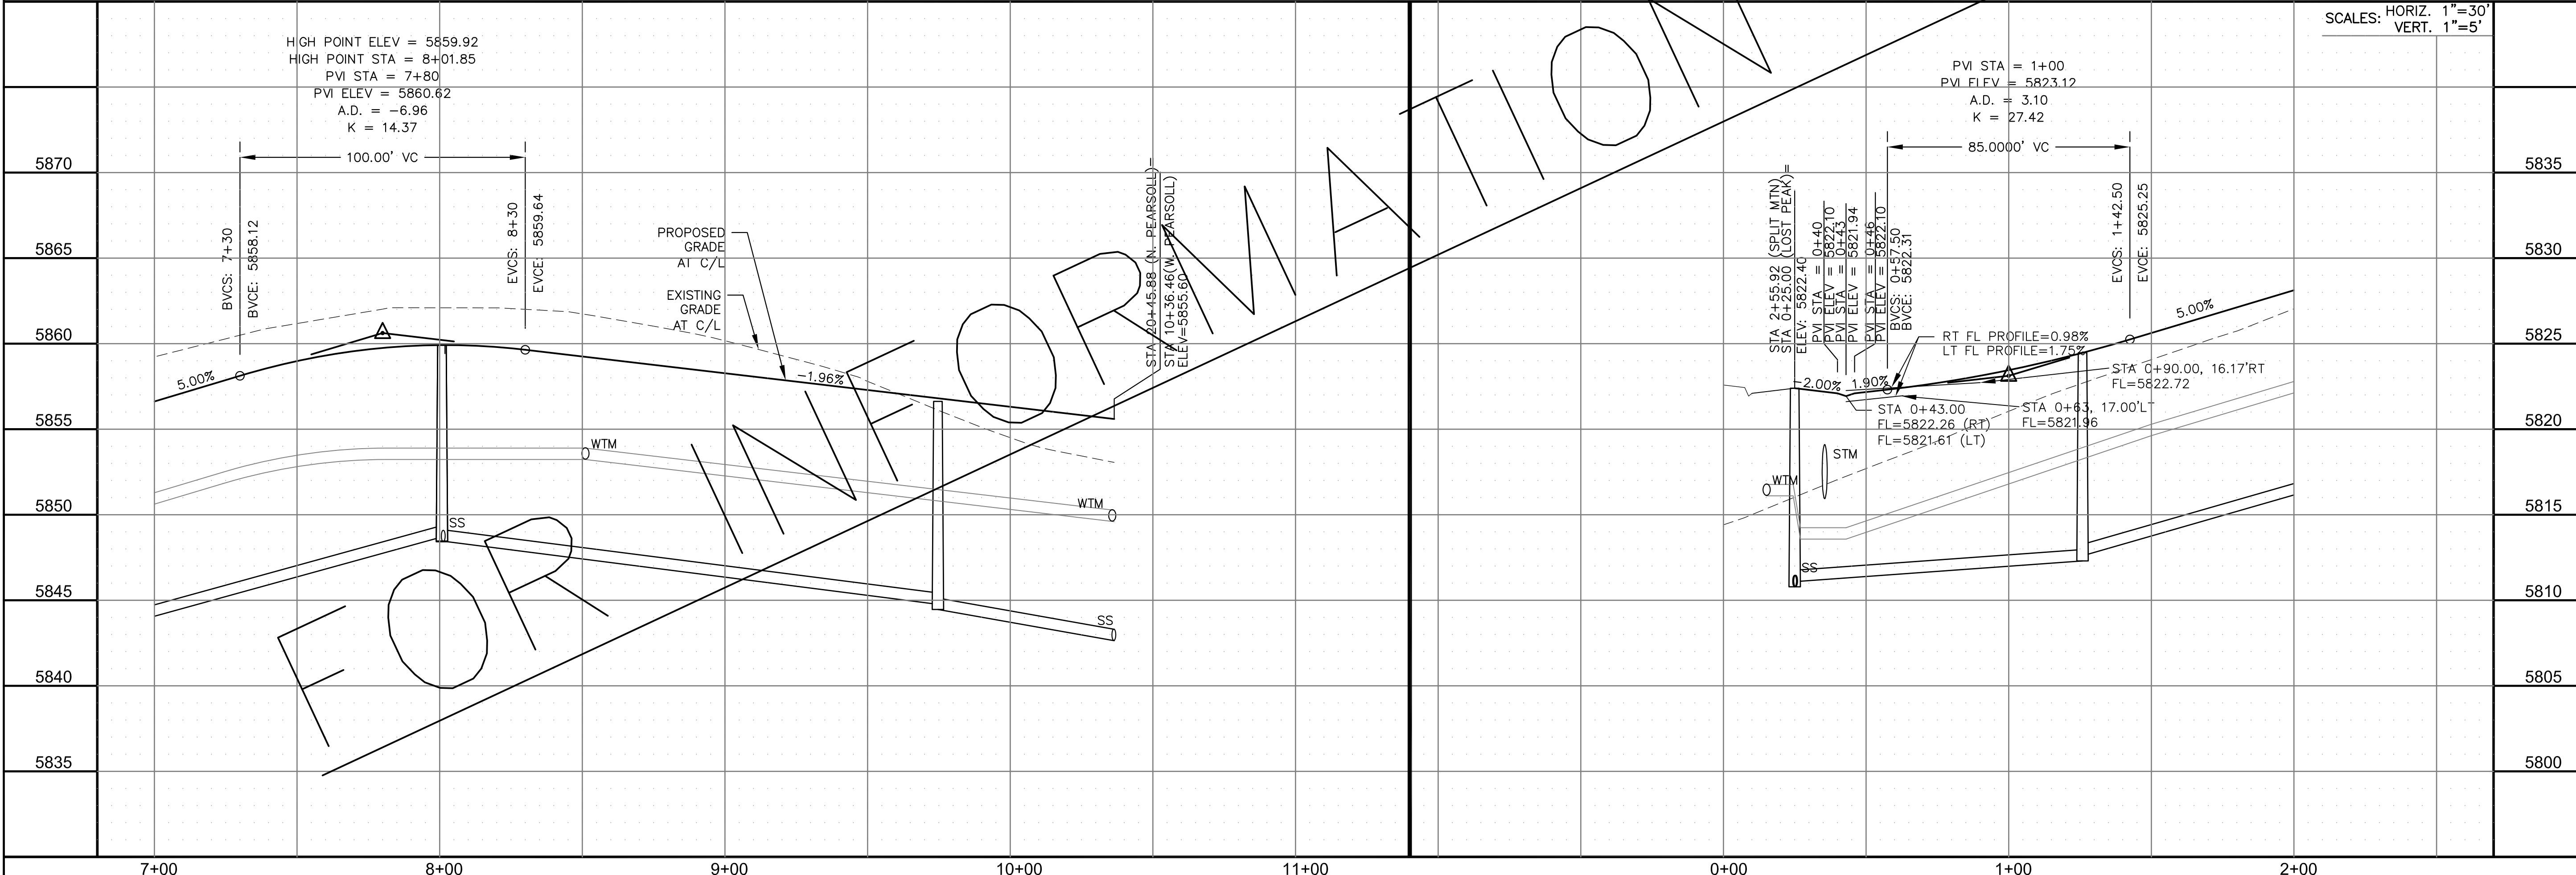 SCALES: HORIZ. 1"=30'
VERT. 1"=5'
HIGH POINT ELEV = 5859.92
HIGH POINT STA = 8+01.85
PVI STA = 7+80
PVI ELEV = 5860.62
A.D. = -6.96
K = 14.37
100.00' VC
BVCS: 7+30
BVCE: 5858.12
EVCS: 8+30
EVCE: 5859.64
PROPOSED
GRADE
AT C/L
EXISTING
GRADE
AT C/L
5.00%
-1.96%
STA 20+45.88 (N. PEARSOLL)=
STA 10+36.46(W. PEARSOLL)
ELEV=5855.60
WTM
WTM
SS
SS
FOR INFORMATION
5870
5865
5860
5855
5850
5845
5840
5835
7+00
8+00
9+00
10+00
11+00
PVI STA = 1+00
PVI ELEV = 5823.12
A.D. = 3.10
K = 27.42
85.0000' VC
STA 2+55.92 (SPLIT MTN)
STA 0+25.00 (LOST PEAK)=
ELEV: 5822.40
PVI STA = 0+40
PVI ELEV = 5822.10
PVI STA = 0+43
PVI ELEV = 5821.94
PVI STA = 0+46
PVI ELEV = 5822.10
BVCS: 0+57.50
BVCE: 5822.31
EVCS: 1+42.50
EVCE: 5825.25
5.00%
-2.00%
1.90%
RT FL PROFILE=0.98%
LT FL PROFILE=1.75%
STA 0+90.00, 16.17'RT
FL=5822.72
STA 0+63, 17.00'LT
FL=5821.96
STA 0+43.00
FL=5822.26 (RT)
FL=5821.61 (LT)
STM
WTM
SS
5835
5830
5825
5820
5815
5810
5805
5800
0+00
1+00
2+00